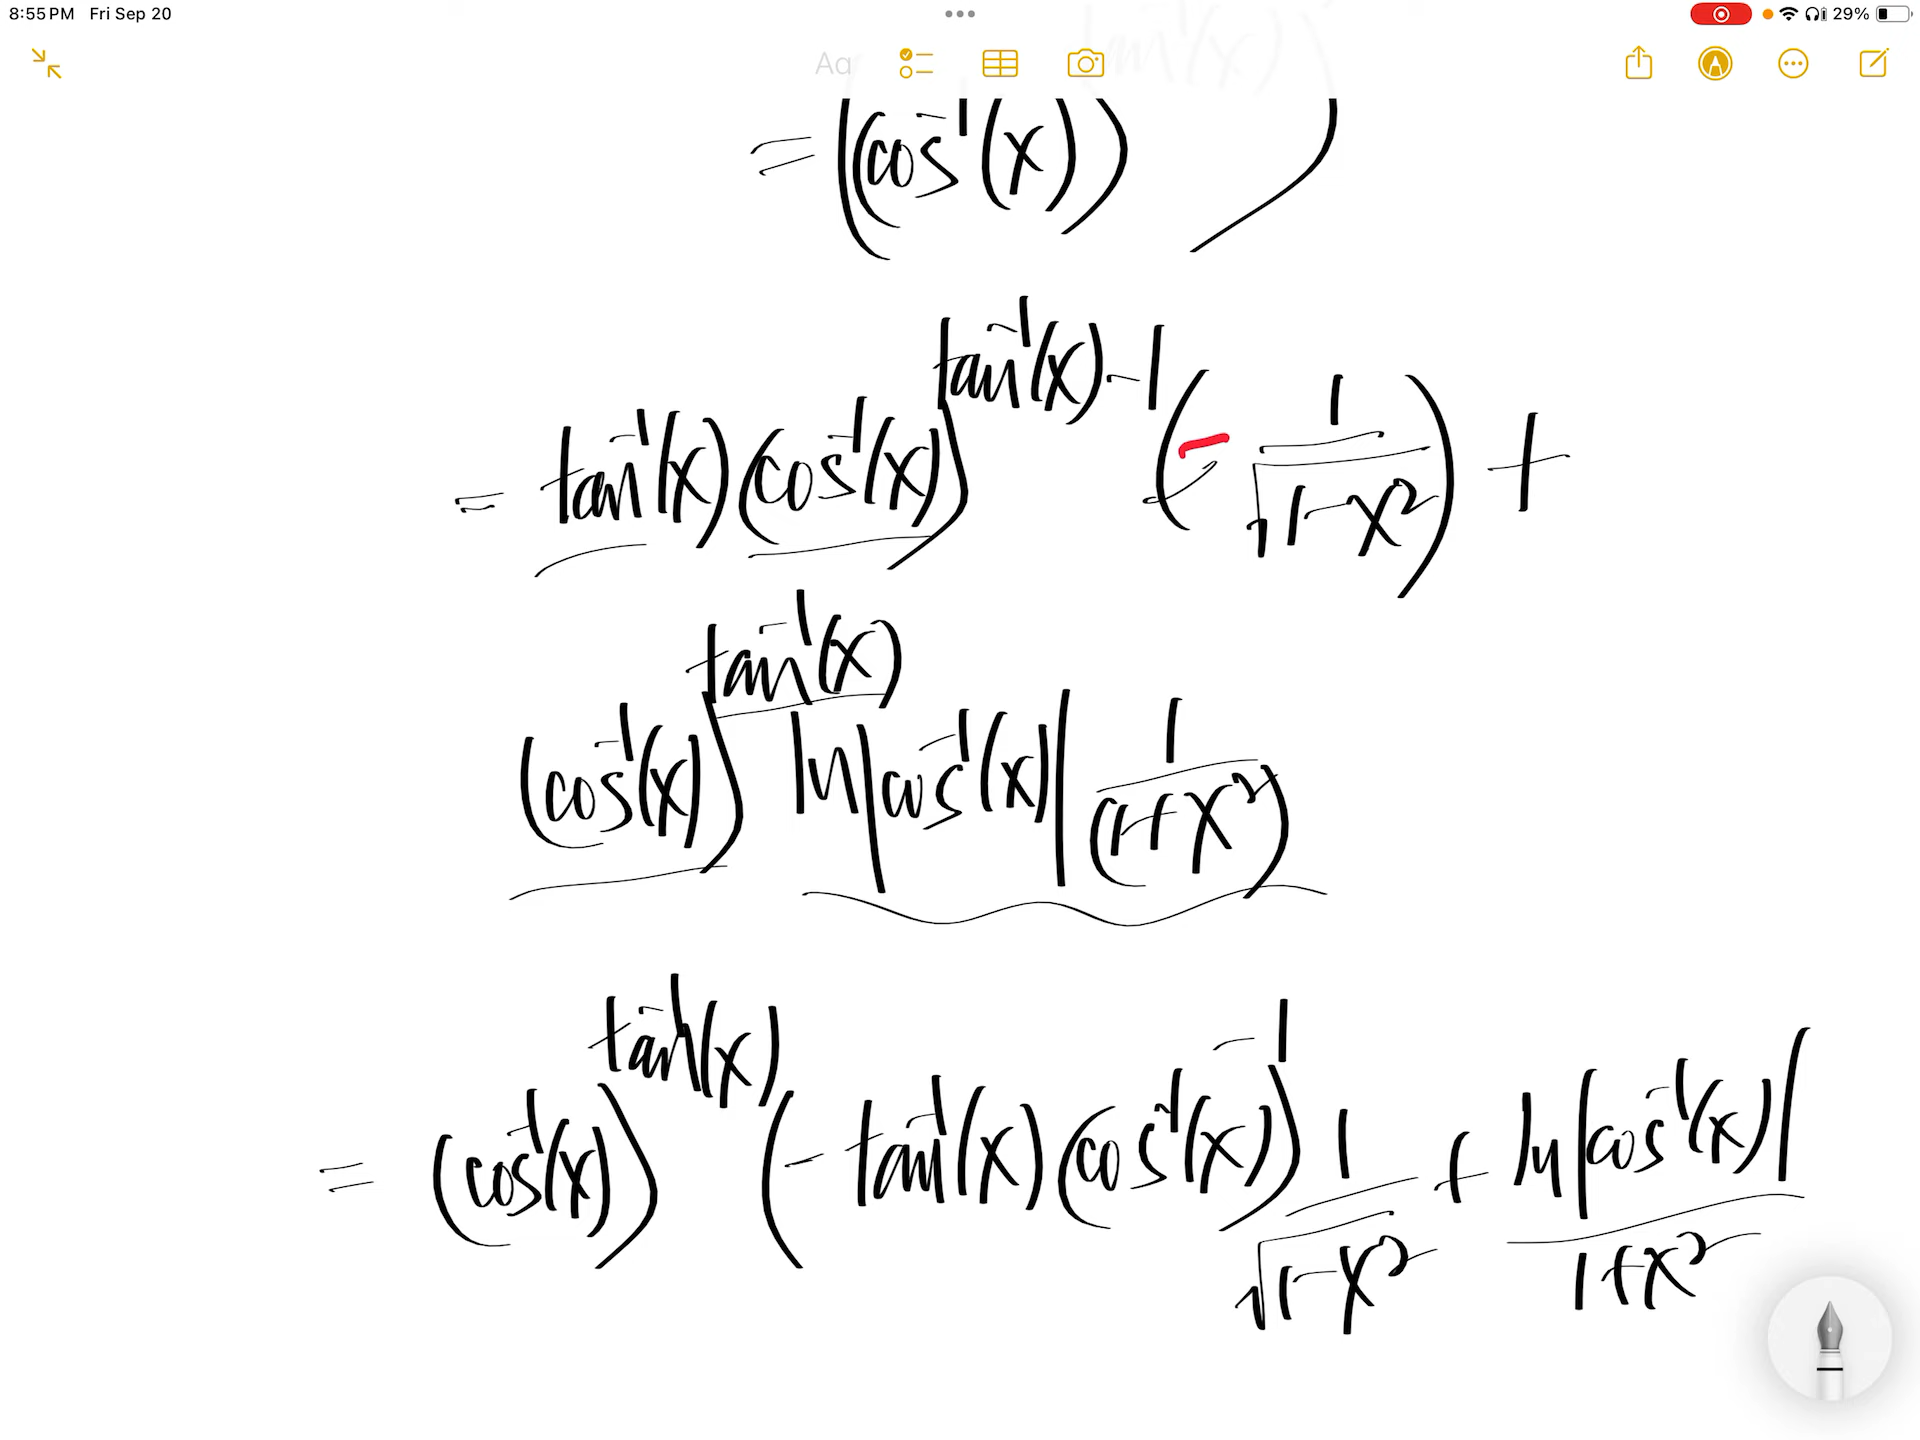 8:55 PM Fri Sep 20 29%
Aa
= ((cos⁻¹(x))
= tan⁻¹(x)(cos⁻¹(x))^(tan⁻¹(x)-1) (- 1/√(1-x²)) +
(cos⁻¹(x))^(tan⁻¹(x)) ln|cos⁻¹(x)| 1/(1+x²)
= (cos⁻¹(x))^(tan⁻¹(x)) (-tan⁻¹(x)(cos⁻¹(x))⁻¹ 1/√(1-x²) + ln|cos⁻¹(x)|/1+x²